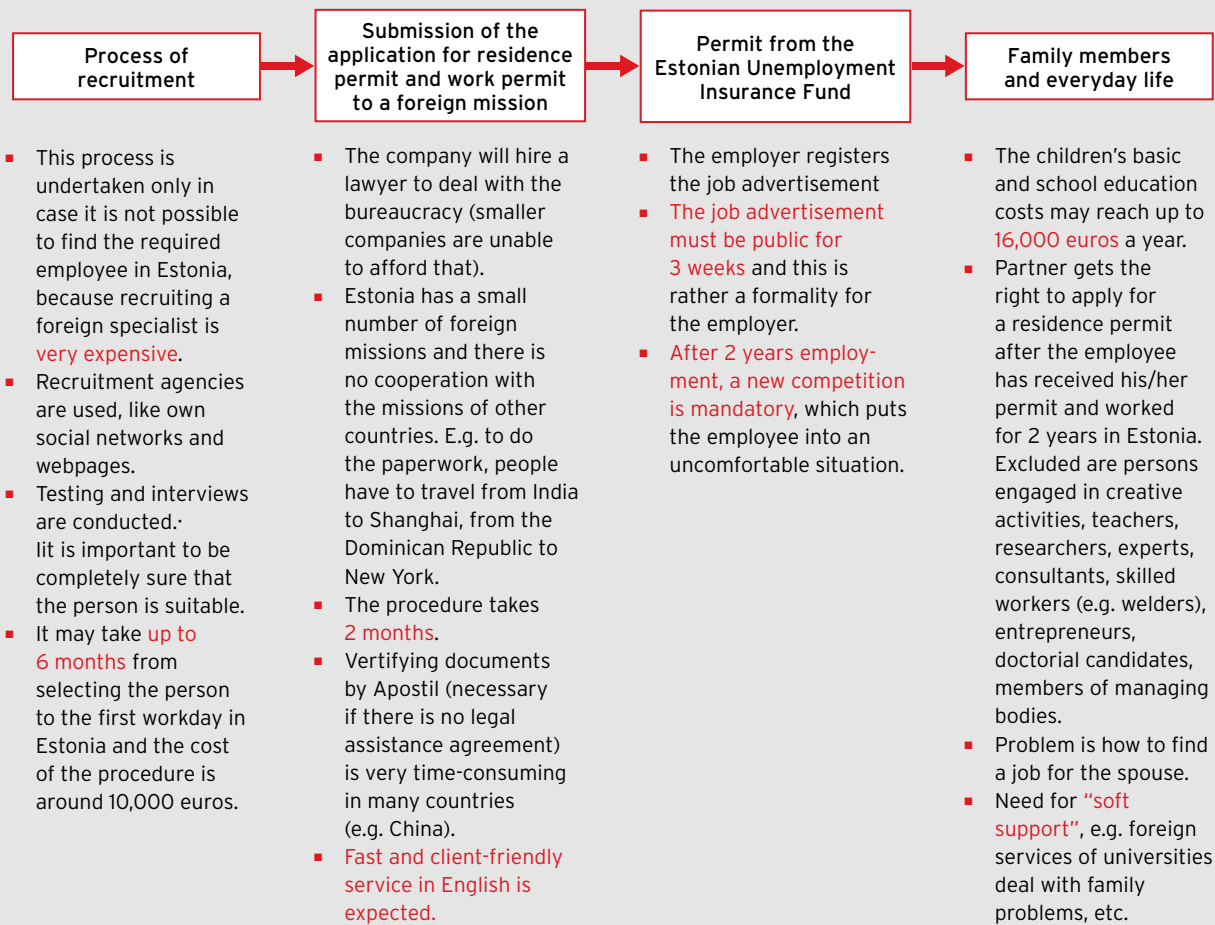 Process of
recruitment
Submission of the
application for residence
permit and work permit
to a foreign mission
Permit from the
Estonian Unemployment
Insurance Fund
Family members
and everyday life
▪ This process is
undertaken only in
case it is not possible
to find the required
employee in Estonia,
because recruiting a
foreign specialist is
very expensive.
▪ Recruitment agencies
are used, like own
social networks and
webpages.
▪ Testing and interviews
are conducted.·
Iit is important to be
completely sure that
the person is suitable.
▪ It may take up to
6 months from
selecting the person
to the first workday in
Estonia and the cost
of the procedure is
around 10,000 euros.
▪ The company will hire a
lawyer to deal with the
bureaucracy (smaller
companies are unable
to afford that).
▪ Estonia has a small
number of foreign
missions and there is
no cooperation with
the missions of other
countries. E.g. to do
the paperwork, people
have to travel from India
to Shanghai, from the
Dominican Republic to
New York.
▪ The procedure takes
2 months.
▪ Vertifying documents
by Apostil (necessary
if there is no legal
assistance agreement)
is very time-consuming
in many countries
(e.g. China).
▪ Fast and client-friendly
service in English is
expected.
▪ The employer registers
the job advertisement
▪ The job advertisement
must be public for
3 weeks and this is
rather a formality for
the employer.
▪ After 2 years employ-
ment, a new competition
is mandatory, which puts
the employee into an
uncomfortable situation.
▪ The children's basic
and school education
costs may reach up to
16,000 euros a year.
▪ Partner gets the
right to apply for
a residence permit
after the employee
has received his/her
permit and worked
for 2 years in Estonia.
Excluded are persons
engaged in creative
activities, teachers,
researchers, experts,
consultants, skilled
workers (e.g. welders),
entrepreneurs,
doctorial candidates,
members of managing
bodies.
▪ Problem is how to find
a job for the spouse.
▪ Need for "soft
support", e.g. foreign
services of universities
deal with family
problems, etc.